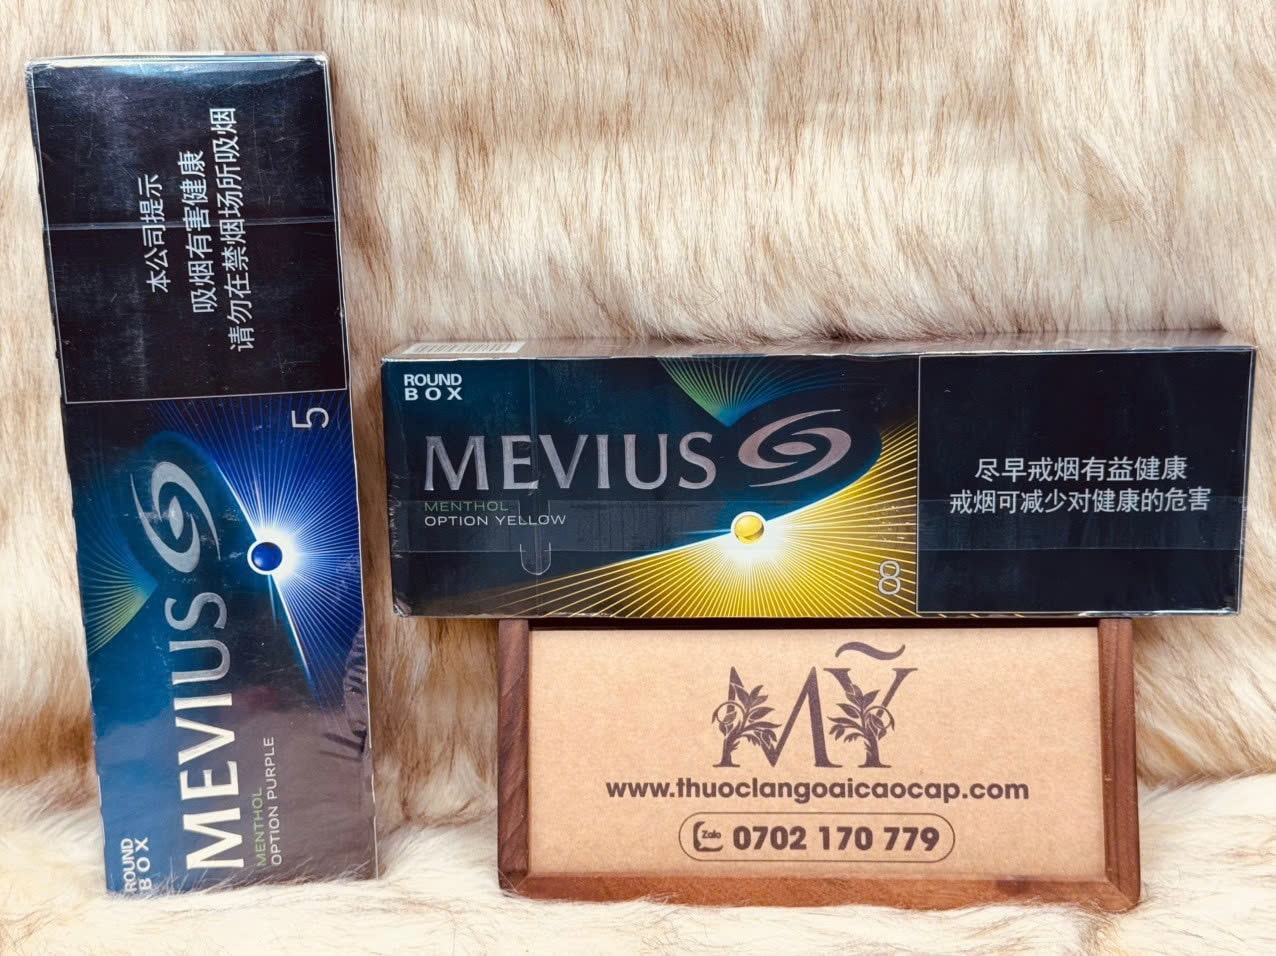 本公司提示
吸烟有害健康
请勿在禁烟场所吸烟
5
MEVIUS
MENTHOL
OPTION PURPLE
ROUND
BOX
ROUND
BOX
MEVIUS
MENTHOL
OPTION YELLOW
8
尽早戒烟有益健康
戒烟可减少对健康的危害
MỸ
www.thuoclangoaicaocap.com
Zalo 0702 170 779